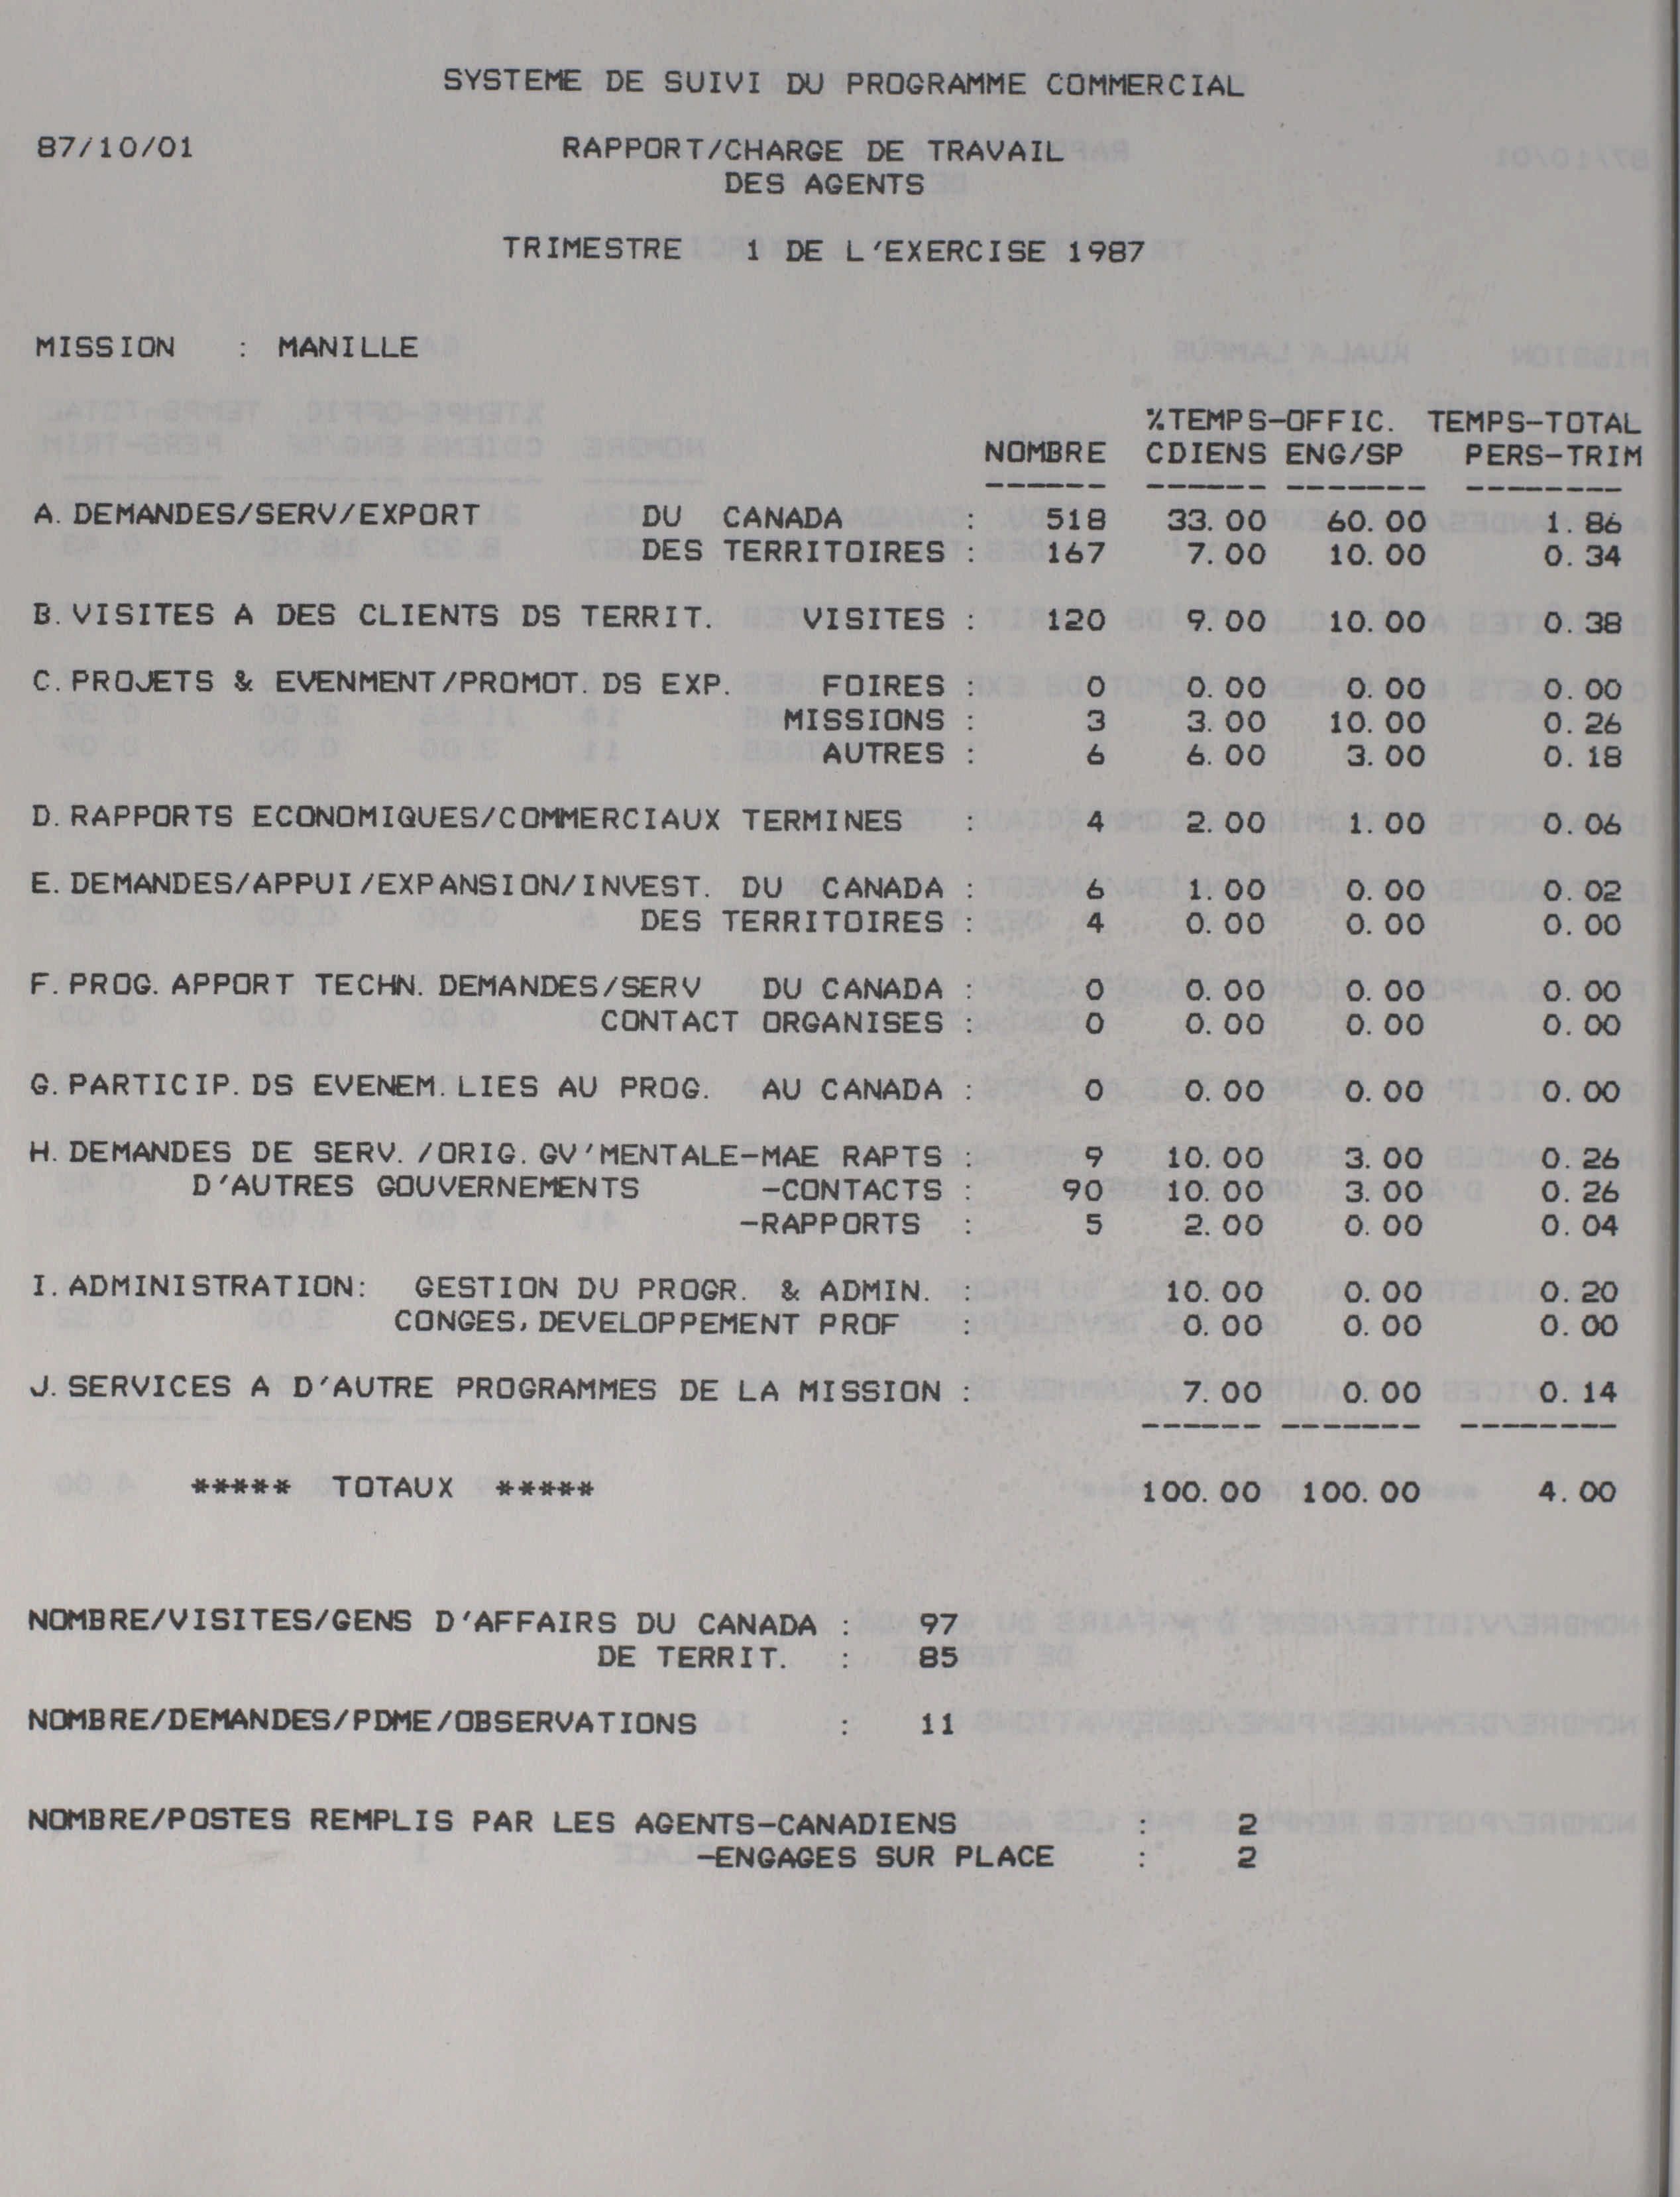 SYSTEME DE SUIVI DU PROGRAMME COMMERCIAL
87/10/01 RAPPORT/CHARGE DE TRAVAIL
DES AGENTS
TRIMESTRE 1 DE L'EXERCISE 1987
MISSION : MANILLE
%TEMPS-OFFIC. TEMPS-TOTAL
NOMBRE CDIENS ENG/SP PERS-TRIM
------ ------ ------- --------
A. DEMANDES/SERV/EXPORT DU CANADA : 518 33.00 60.00 1.86
DES TERRITOIRES : 167 7.00 10.00 0.34
B. VISITES A DES CLIENTS DS TERRIT. VISITES : 120 9.00 10.00 0.38
C. PROJETS & EVENMENT/PROMOT. DS EXP. FOIRES : 0 0.00 0.00 0.00
MISSIONS : 3 3.00 10.00 0.26
AUTRES : 6 6.00 3.00 0.18
D. RAPPORTS ECONOMIQUES/COMMERCIAUX TERMINES : 4 2.00 1.00 0.06
E. DEMANDES/APPUI/EXPANSION/INVEST. DU CANADA : 6 1.00 0.00 0.02
DES TERRITOIRES : 4 0.00 0.00 0.00
F. PROG. APPORT TECHN. DEMANDES/SERV DU CANADA : 0 0.00 0.00 0.00
CONTACT ORGANISES : 0 0.00 0.00 0.00
G. PARTICIP. DS EVENEM. LIES AU PROG. AU CANADA : 0 0.00 0.00 0.00
H. DEMANDES DE SERV. /ORIG. GV'MENTALE-MAE RAPTS : 9 10.00 3.00 0.26
D'AUTRES GOUVERNEMENTS -CONTACTS : 90 10.00 3.00 0.26
-RAPPORTS : 5 2.00 0.00 0.04
I. ADMINISTRATION: GESTION DU PROGR. & ADMIN. : 10.00 0.00 0.20
CONGES, DEVELOPPEMENT PROF : 0.00 0.00 0.00
J. SERVICES A D'AUTRE PROGRAMMES DE LA MISSION : 7.00 0.00 0.14
------ ------- --------
***** TOTAUX ***** 100.00 100.00 4.00
NOMBRE/VISITES/GENS D'AFFAIRS DU CANADA : 97
DE TERRIT. : 85
NOMBRE/DEMANDES/PDME/OBSERVATIONS : 11
NOMBRE/POSTES REMPLIS PAR LES AGENTS-CANADIENS : 2
-ENGAGES SUR PLACE : 2